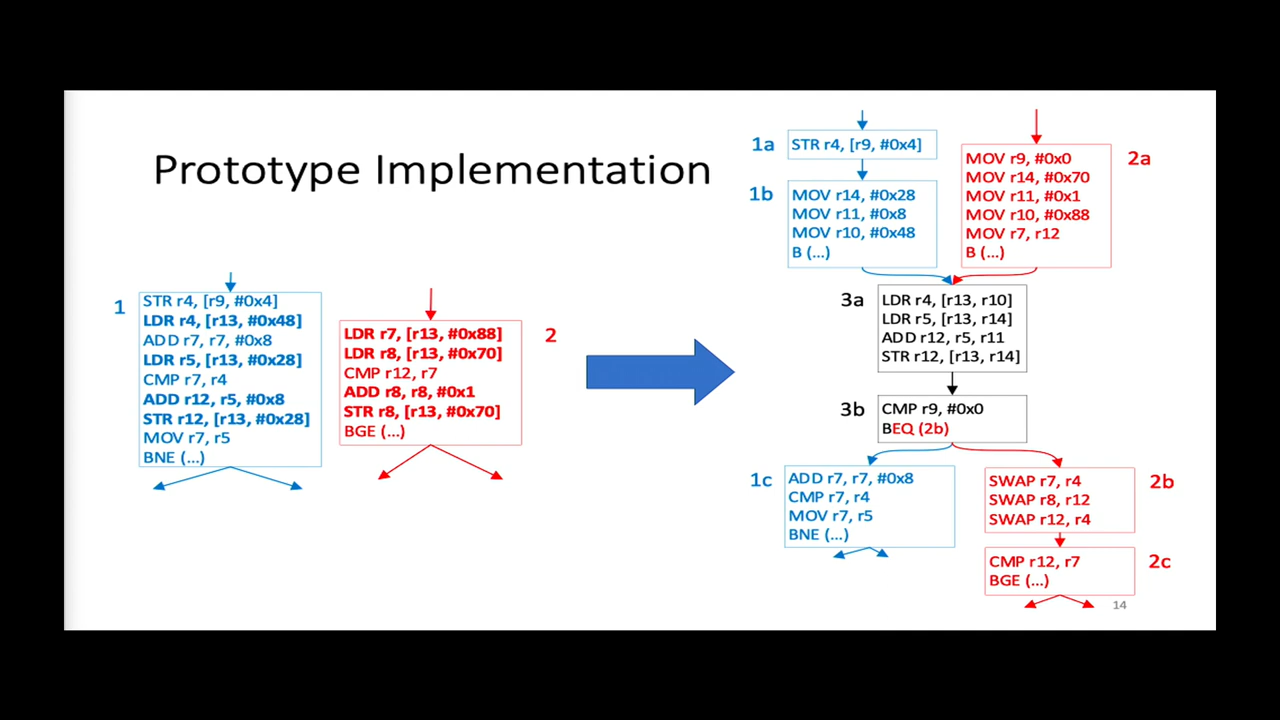 Prototype Implementation
1
STR r4, [r9, #0x4]
LDR r4, [r13, #0x48]
ADD r7, r7, #0x8
LDR r5, [r13, #0x28]
CMP r7, r4
ADD r12, r5, #0x8
STR r12, [r13, #0x28]
MOV r7, r5
BNE (...)
2
LDR r7, [r13, #0x88]
LDR r8, [r13, #0x70]
CMP r12, r7
ADD r8, r8, #0x1
STR r8, [r13, #0x70]
BGE (...)
1a
STR r4, [r9, #0x4]
1b
MOV r14, #0x28
MOV r11, #0x8
MOV r10, #0x48
B (...)
2a
MOV r9, #0x0
MOV r14, #0x70
MOV r11, #0x1
MOV r10, #0x88
MOV r7, r12
B (...)
3a
LDR r4, [r13, r10]
LDR r5, [r13, r14]
ADD r12, r5, r11
STR r12, [r13, r14]
3b
CMP r9, #0x0
BEQ (2b)
1c
ADD r7, r7, #0x8
CMP r7, r4
MOV r7, r5
BNE (...)
2b
SWAP r7, r4
SWAP r8, r12
SWAP r12, r4
2c
CMP r12, r7
BGE (...)
14